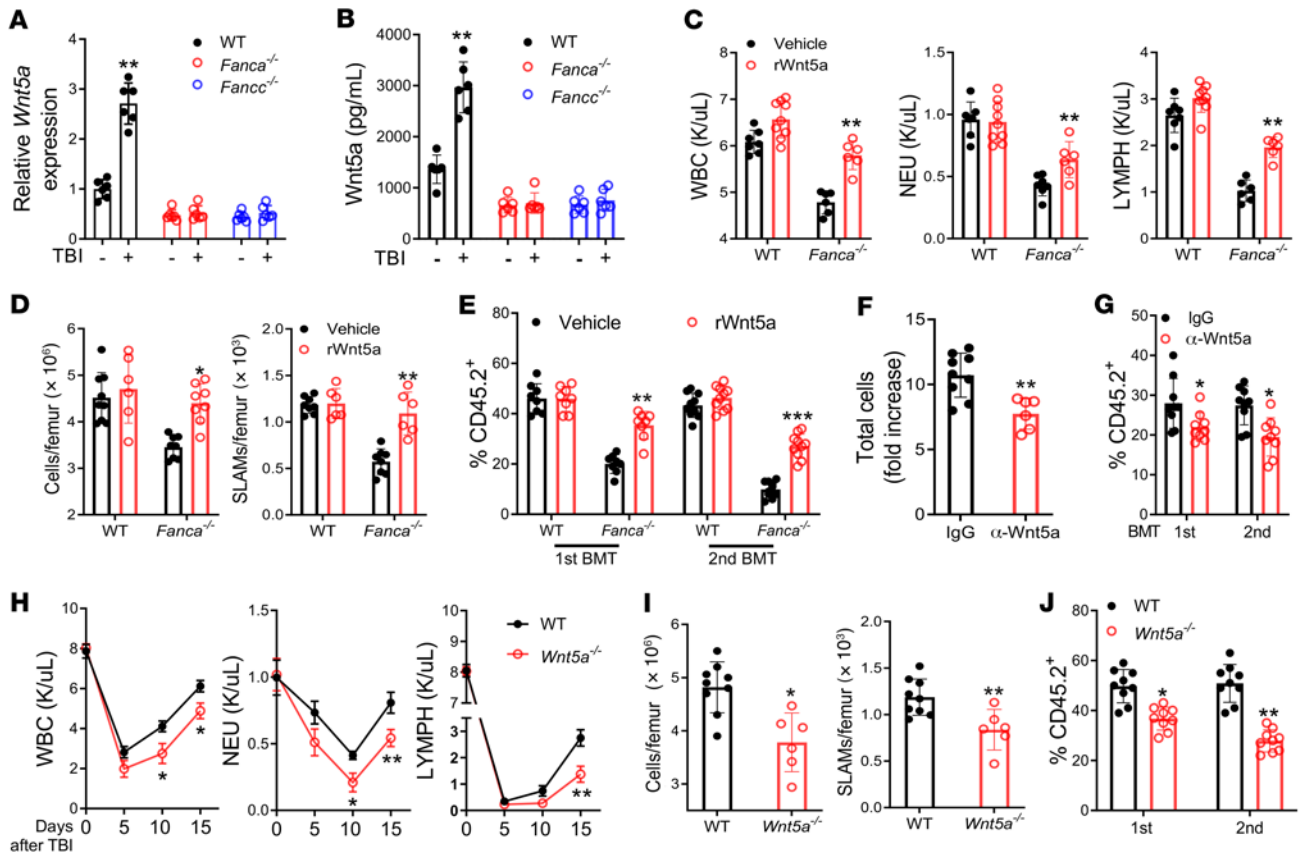 A
Relative Wnt5a
expression
4
3
2
1
0
**
WT
Fanca-/-
Fancc-/-
TBI
- + - + - +
B
Wnt5a (pg/mL)
4000
3000
2000
1000
0
**
WT
Fanca-/-
Fancc-/-
TBI
- + - + - +
C
Vehicle
rWnt5a
WBC (K/uL)
8
6
4
2
**
WT Fanca-/-
NEU (K/uL)
1.0
0.5
0.0
**
WT Fanca-/-
LYMPH (K/uL)
4
3
2
1
0
**
WT Fanca-/-
D
Cells/femur (× 10⁶)
6
5
4
3
2
*
WT Fanca-/-
SLAMs/femur (× 10³)
2.0
1.5
1.0
0.5
0.0
Vehicle
rWnt5a
**
WT Fanca-/-
E
% CD45.2+
80
60
40
20
0
Vehicle
rWnt5a
**
***
WT Fanca-/- WT Fanca-/-
1st BMT 2nd BMT
F
Total cells
(fold increase)
15
10
5
0
**
IgG α-Wnt5a
G
% CD45.2+
50
40
30
20
10
0
IgG
α-Wnt5a
* *
BMT 1st 2nd
H
WBC (K/uL)
10
8
6
4
2
0
*
*
Days
after TBI
0 5 10 15
NEU (K/uL)
1.5
1.0
0.5
0.0
*
**
0 5 10 15
LYMPH (K/uL)
10
9
8
7
3
2
1
0
WT
Wnt5a-/-
**
0 5 10 15
I
Cells/femur (× 10⁶)
6
5
4
*
WT Wnt5a-/-
SLAMs/femur (× 10³)
2.0
1.5
1.0
0.5
0.0
**
WT Wnt5a-/-
J
% CD45.2+
80
60
40
20
0
WT
Wnt5a-/-
*
**
1st 2nd